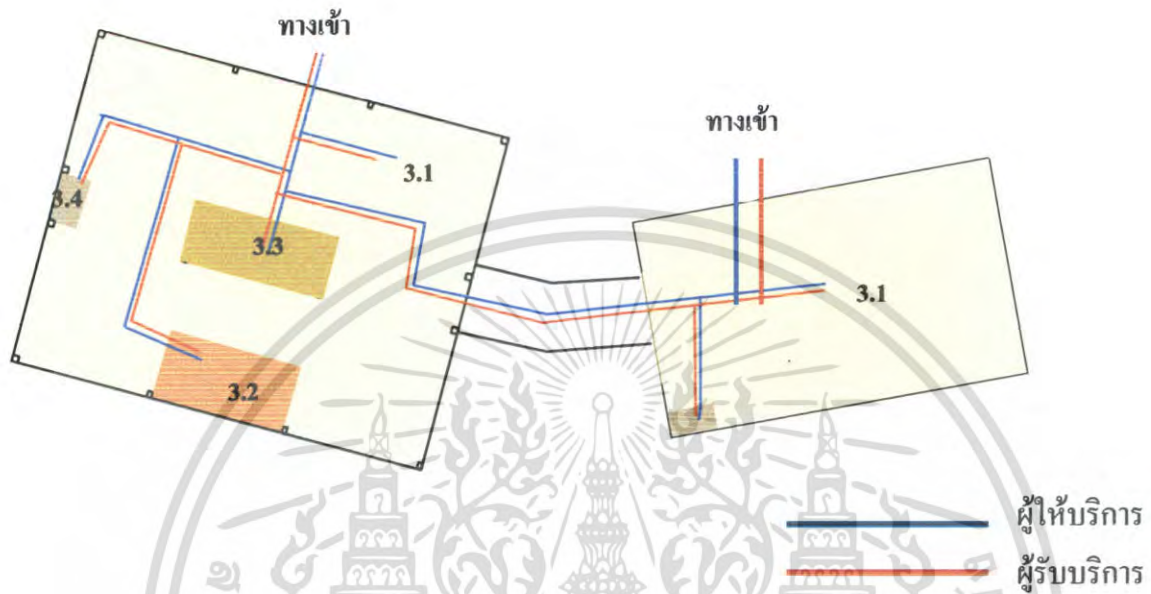 ทางเข้า
ทางเข้า
3.1
3.4
3.3
3.1
3.2
ผู้ให้บริการ
ผู้รับบริการ